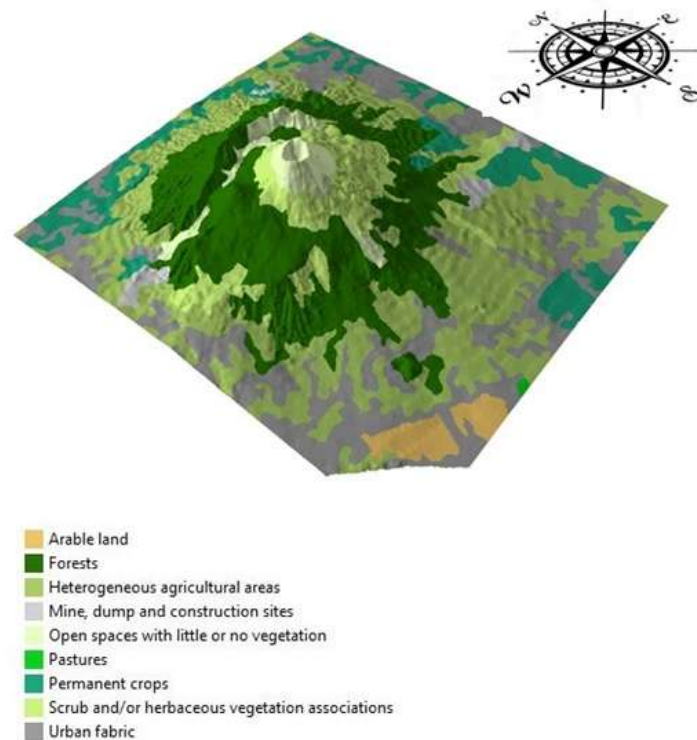 N
E
W
S
Arable land
Forests
Heterogeneous agricultural areas
Mine, dump and construction sites
Open spaces with little or no vegetation
Pastures
Permanent crops
Scrub and/or herbaceous vegetation associations
Urban fabric